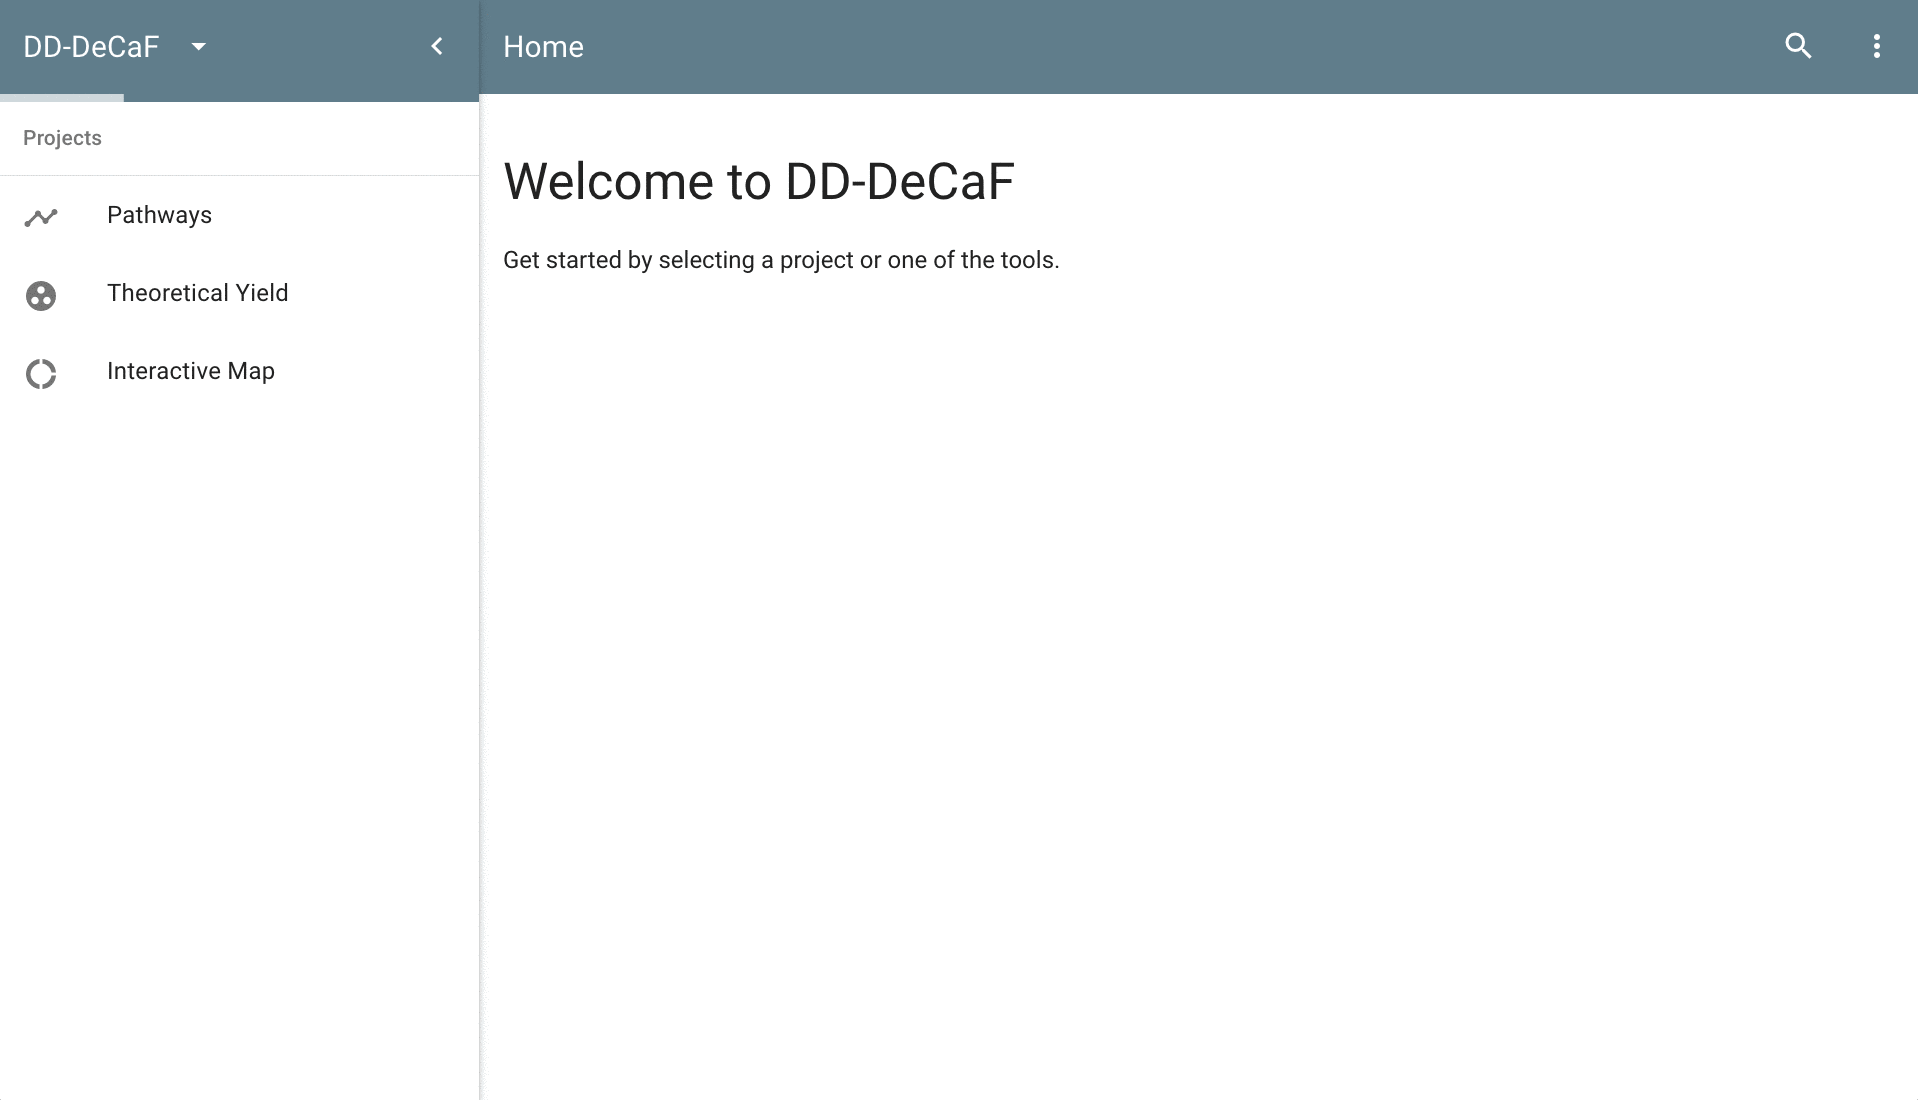 DD-DeCaF
Home
Projects
Pathways
Theoretical Yield
Interactive Map
Welcome to DD-DeCaF
Get started by selecting a project or one of the tools.